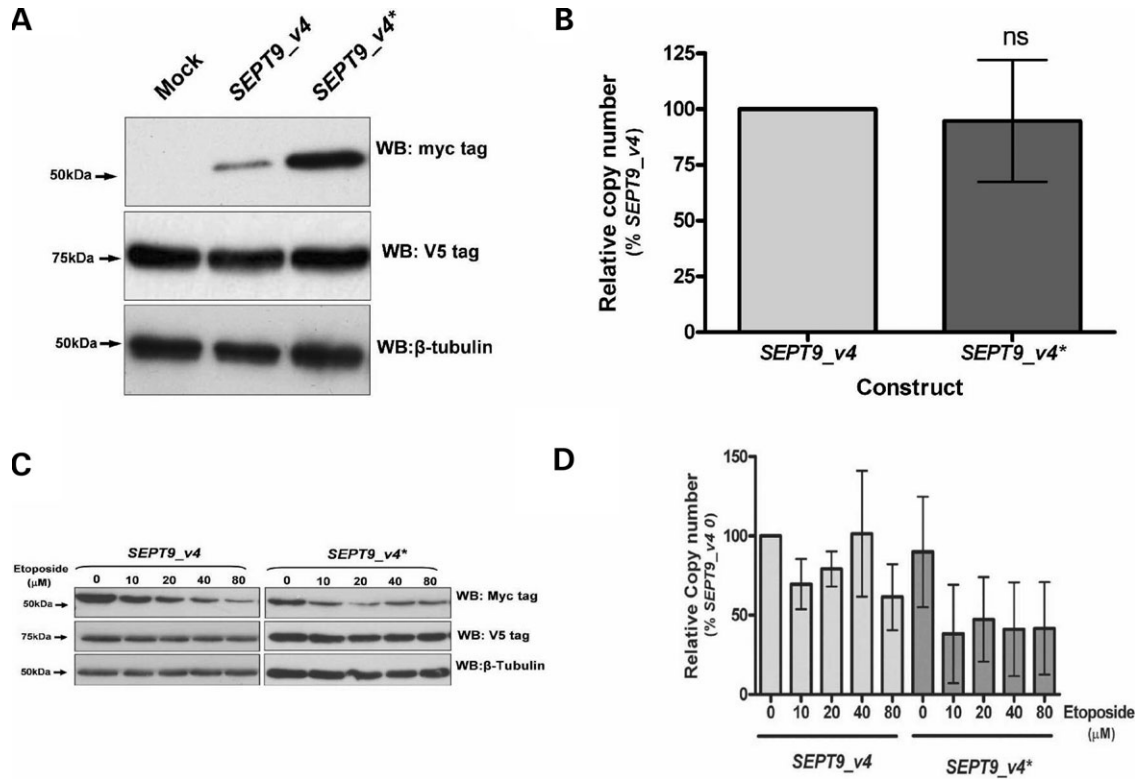 A
Mock
SEPT9_v4
SEPT9_v4*
WB: myc tag
50kDa
WB: V5 tag
75kDa
50kDa
WB:β-tubulin
B
ns
125
100
75
50
25
0
Relative copy number
(% SEPT9_v4)
SEPT9_v4
SEPT9_v4*
Construct
C
SEPT9_v4
SEPT9_v4*
Etoposide
(μM)
0 10 20 40 80
0 10 20 40 80
50kDa
WB: Myc tag
75kDa
WB: V5 tag
50kDa
WB:β-Tubulin
D
150
100
50
0
Relative Copy number
(% SEPT9_v4 0)
0 10 20 40 80 0 10 20 40 80
Etoposide
(μM)
SEPT9_v4
SEPT9_v4*